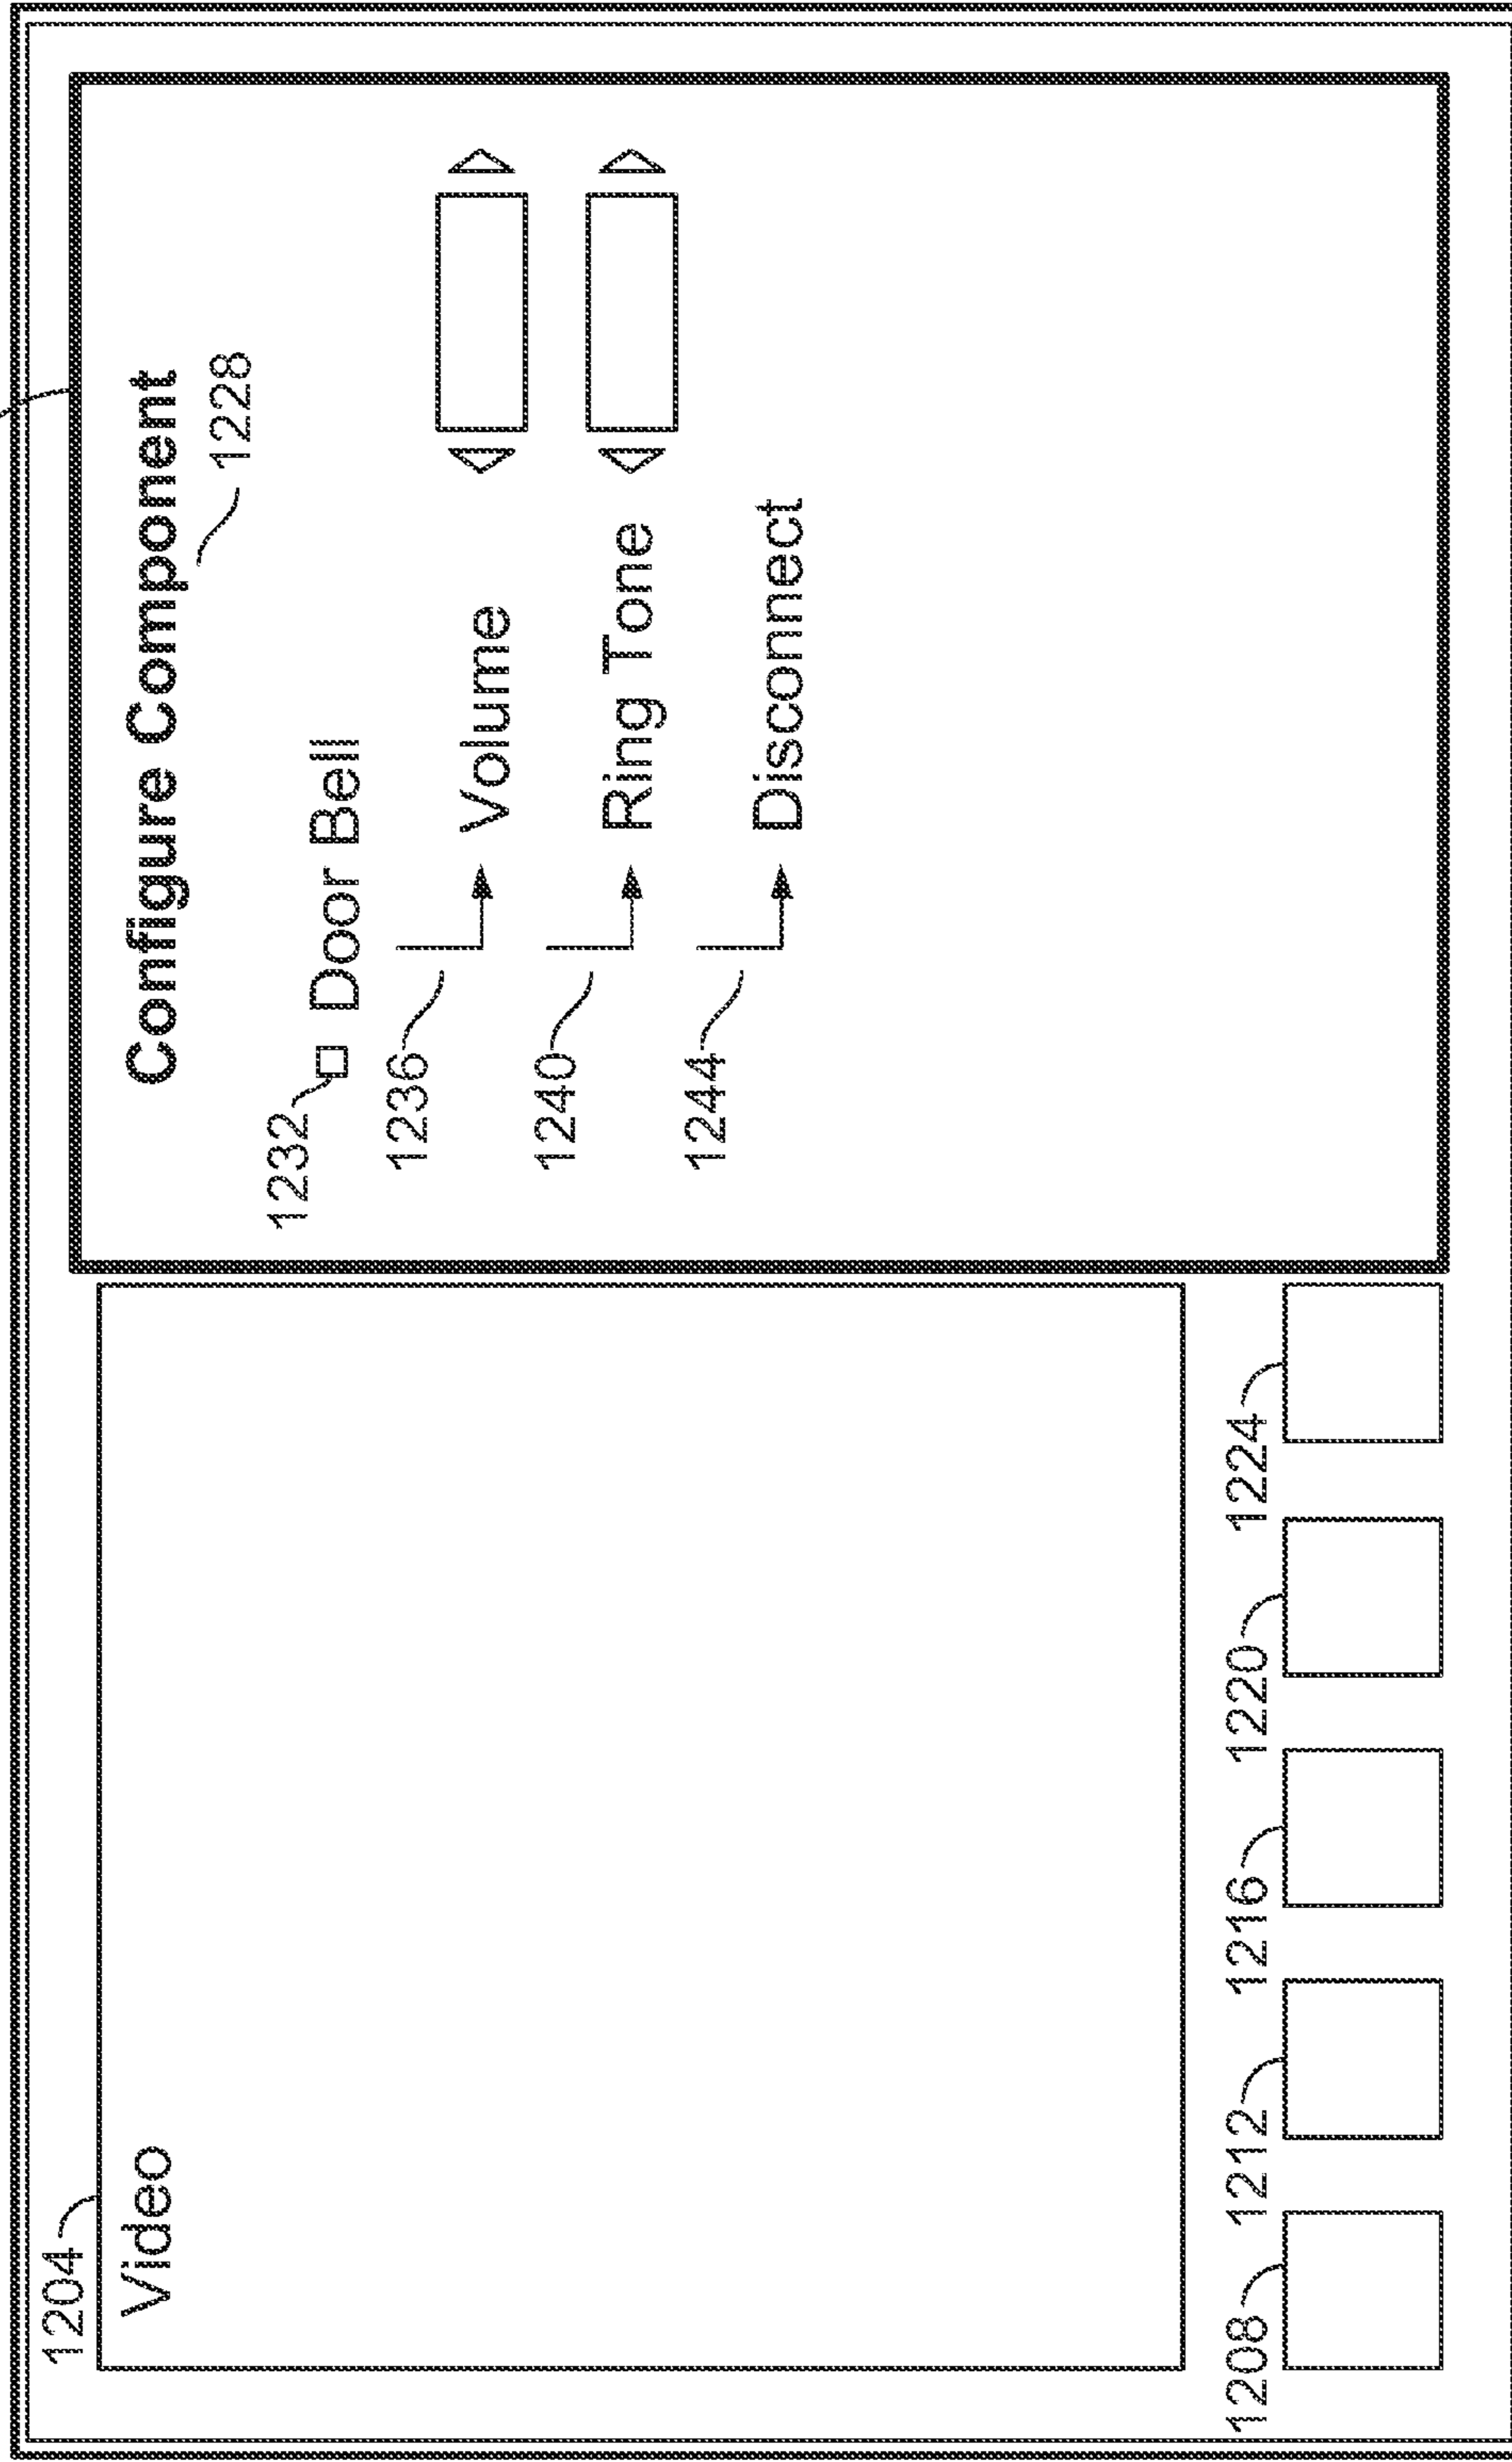 1204
Video
Configure Component
1228
1232
Door Bell
1236
Volume
1240
Ring Tone
1244
Disconnect
1208
1212
1216
1220
1224